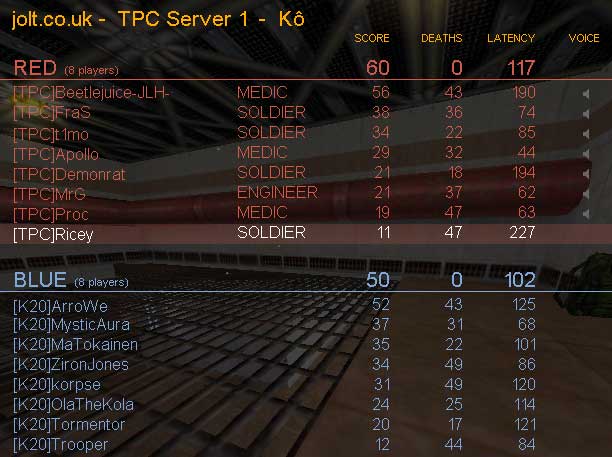 jolt.co.uk - TPC Server 1 - Kô
SCORE DEATHS LATENCY VOICE
RED (8 players) 60 0 117
[TPC]Beetlejuice-JLH- MEDIC 56 43 190
[TPC]FraS SOLDIER 38 36 74
[TPC]t1mo SOLDIER 34 22 85
[TPC]Apollo MEDIC 29 32 44
[TPC]Demonrat SOLDIER 21 18 194
[TPC]MrG ENGINEER 21 37 62
[TPC]Proc MEDIC 19 47 63
[TPC]Ricey SOLDIER 11 47 227
BLUE (8 players) 50 0 102
[K20]ArroWe 52 43 125
[K20]MysticAura 37 31 68
[K20]MaTokainen 35 22 101
[K20]ZironJones 34 49 86
[K20]korpse 31 49 120
[K20]OlaTheKola 24 25 114
[K20]Tormentor 20 17 121
[K20]Trooper 12 44 84